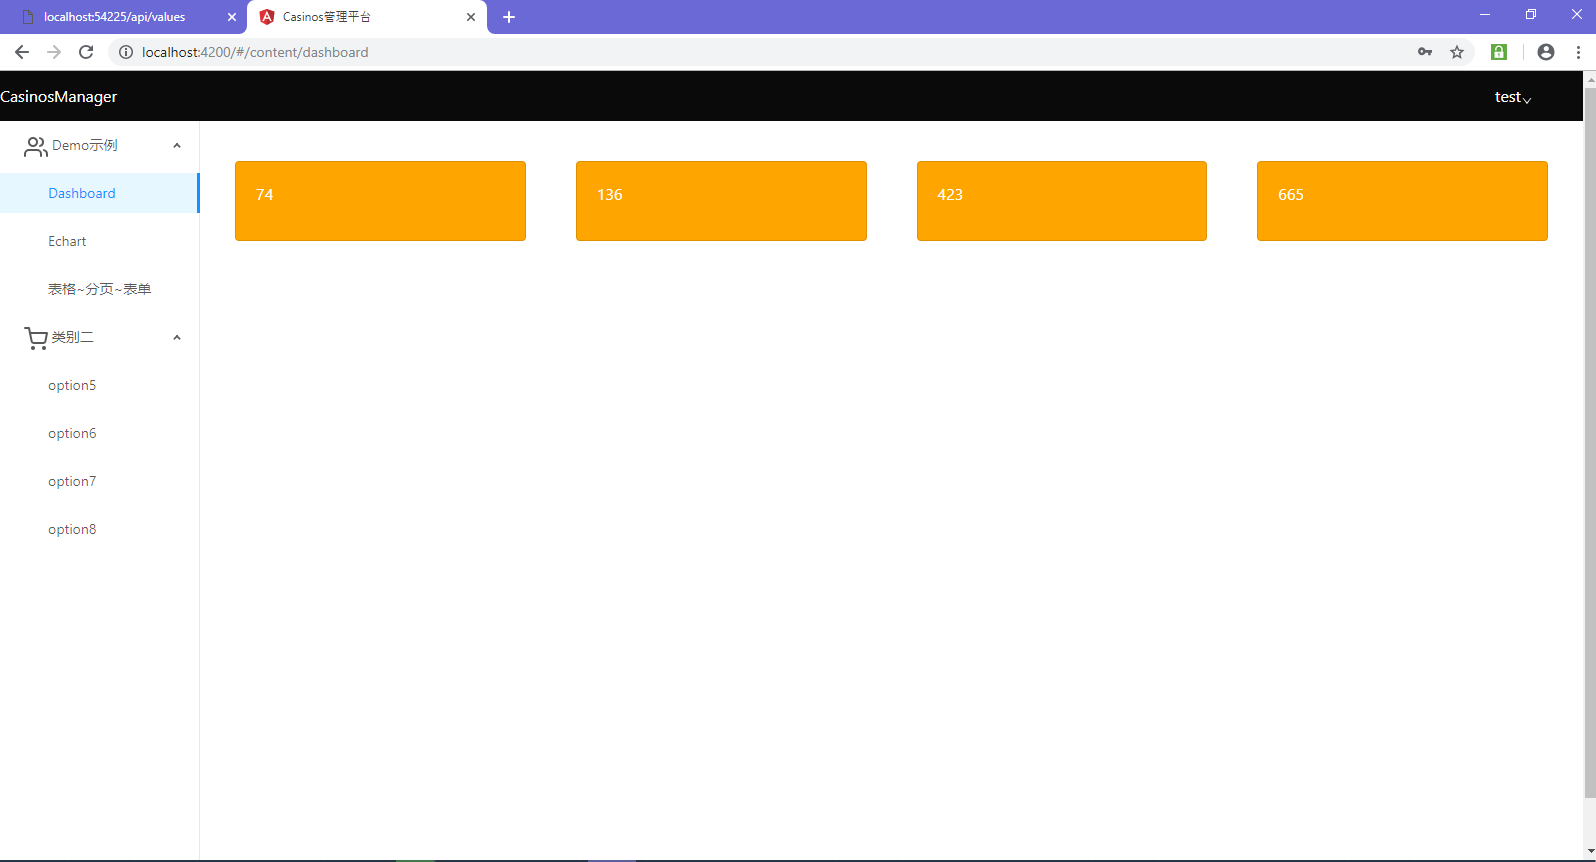 localhost:54225/api/values
Casinos管理平台
localhost:4200/#/content/dashboard
CasinosManager
test
Demo示例
Dashboard
Echart
表格~分页~表单
类别二
option5
option6
option7
option8
74
136
423
665